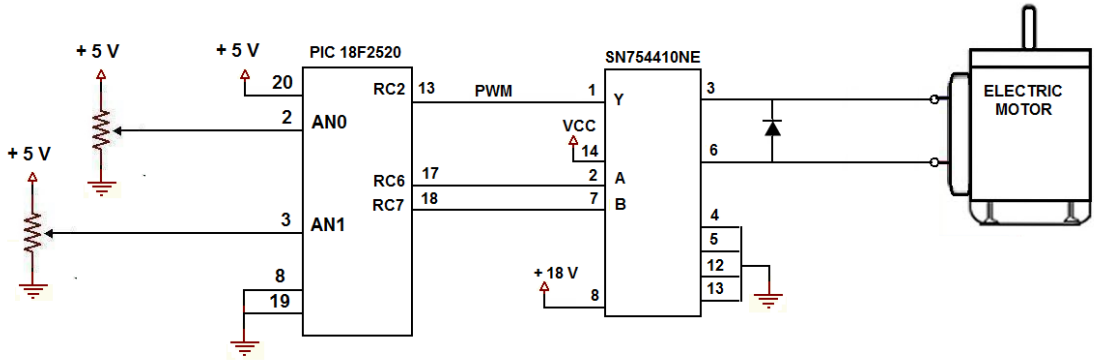 PIC 18F2520
SN754410NE
+ 5 V
+ 5 V
20
RC2
13
PWM
1
Y
3
ELECTRIC
MOTOR
2
AN0
VCC
14
6
+ 5 V
RC6
17
2
A
RC7
18
7
B
3
AN1
4
5
12
13
8
+ 18 V
8
19